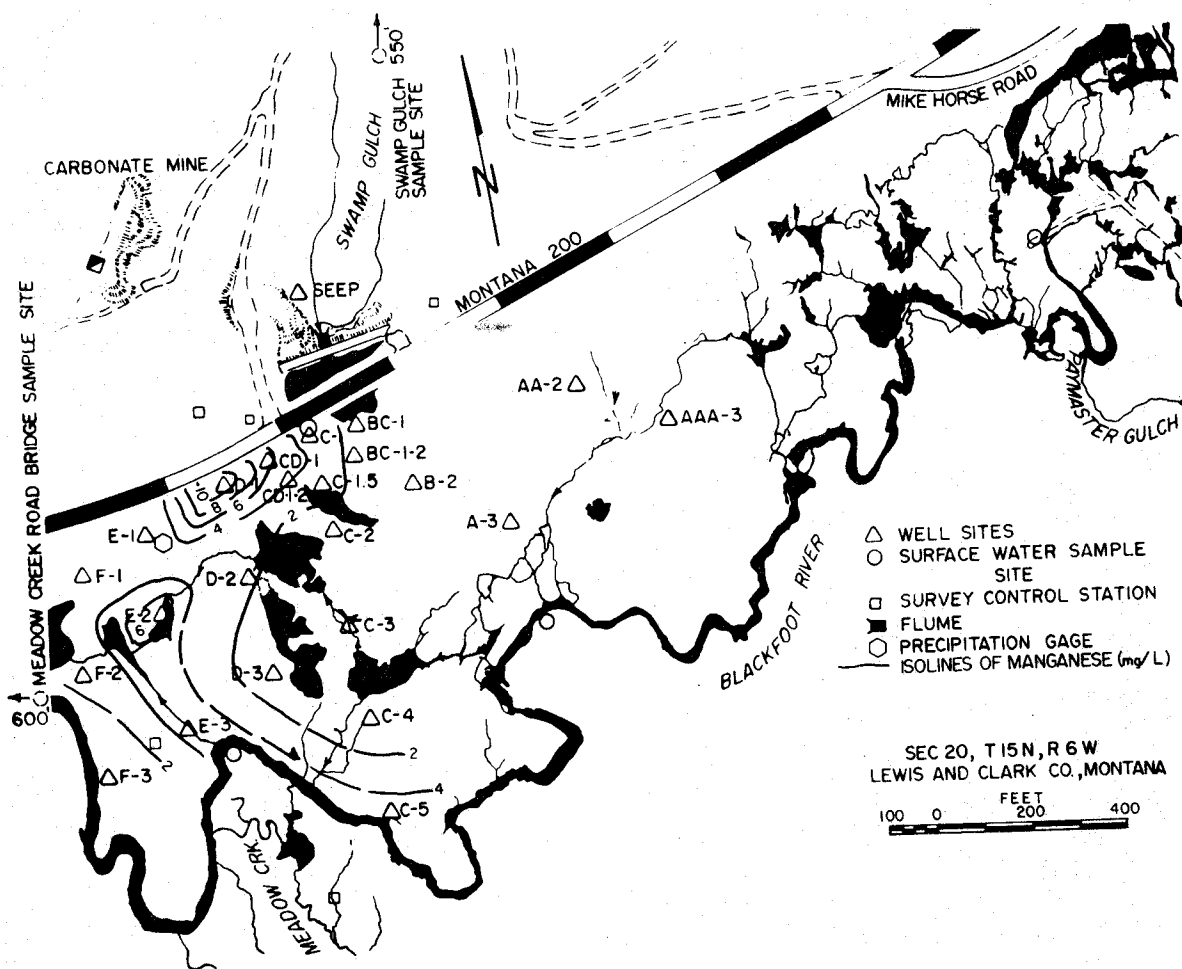 550'
SWAMP GULCH
SAMPLE SITE
SWAMP GULCH
MIKE HORSE ROAD
CARBONATE MINE
MONTANA 200
SEEP
PAYMASTER GULCH
AA-2
AAA-3
BC-1
C-1
BC-1-2
CD-1
D-1
C-1.5
CD1-2
B-2
10
8
6
4
2
A-3
E-1
C-2
F-1
D-2
E-2
6
C-3
F-2
D-3
E-3
C-4
2
2
F-3
4
C-5
MEADOW CREEK ROAD BRIDGE SAMPLE SITE
600'
BLACKFOOT RIVER
MEADOW CRK.
WELL SITES
SURFACE WATER SAMPLE
SITE
SURVEY CONTROL STATION
FLUME
PRECIPITATION GAGE
ISOLINES OF MANGANESE (mg/L)
SEC 20, T 15 N, R 6 W
LEWIS AND CLARK CO., MONTANA
FEET
100 0 200 400